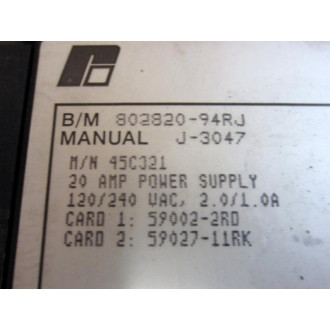 B/M 802820-94RJ
MANUAL J-3047
M/N 45C321
20 AMP POWER SUPPLY
120/240 VAC, 2.0/1.0A
CARD 1: 59002-2RD
CARD 2: 59027-11RK